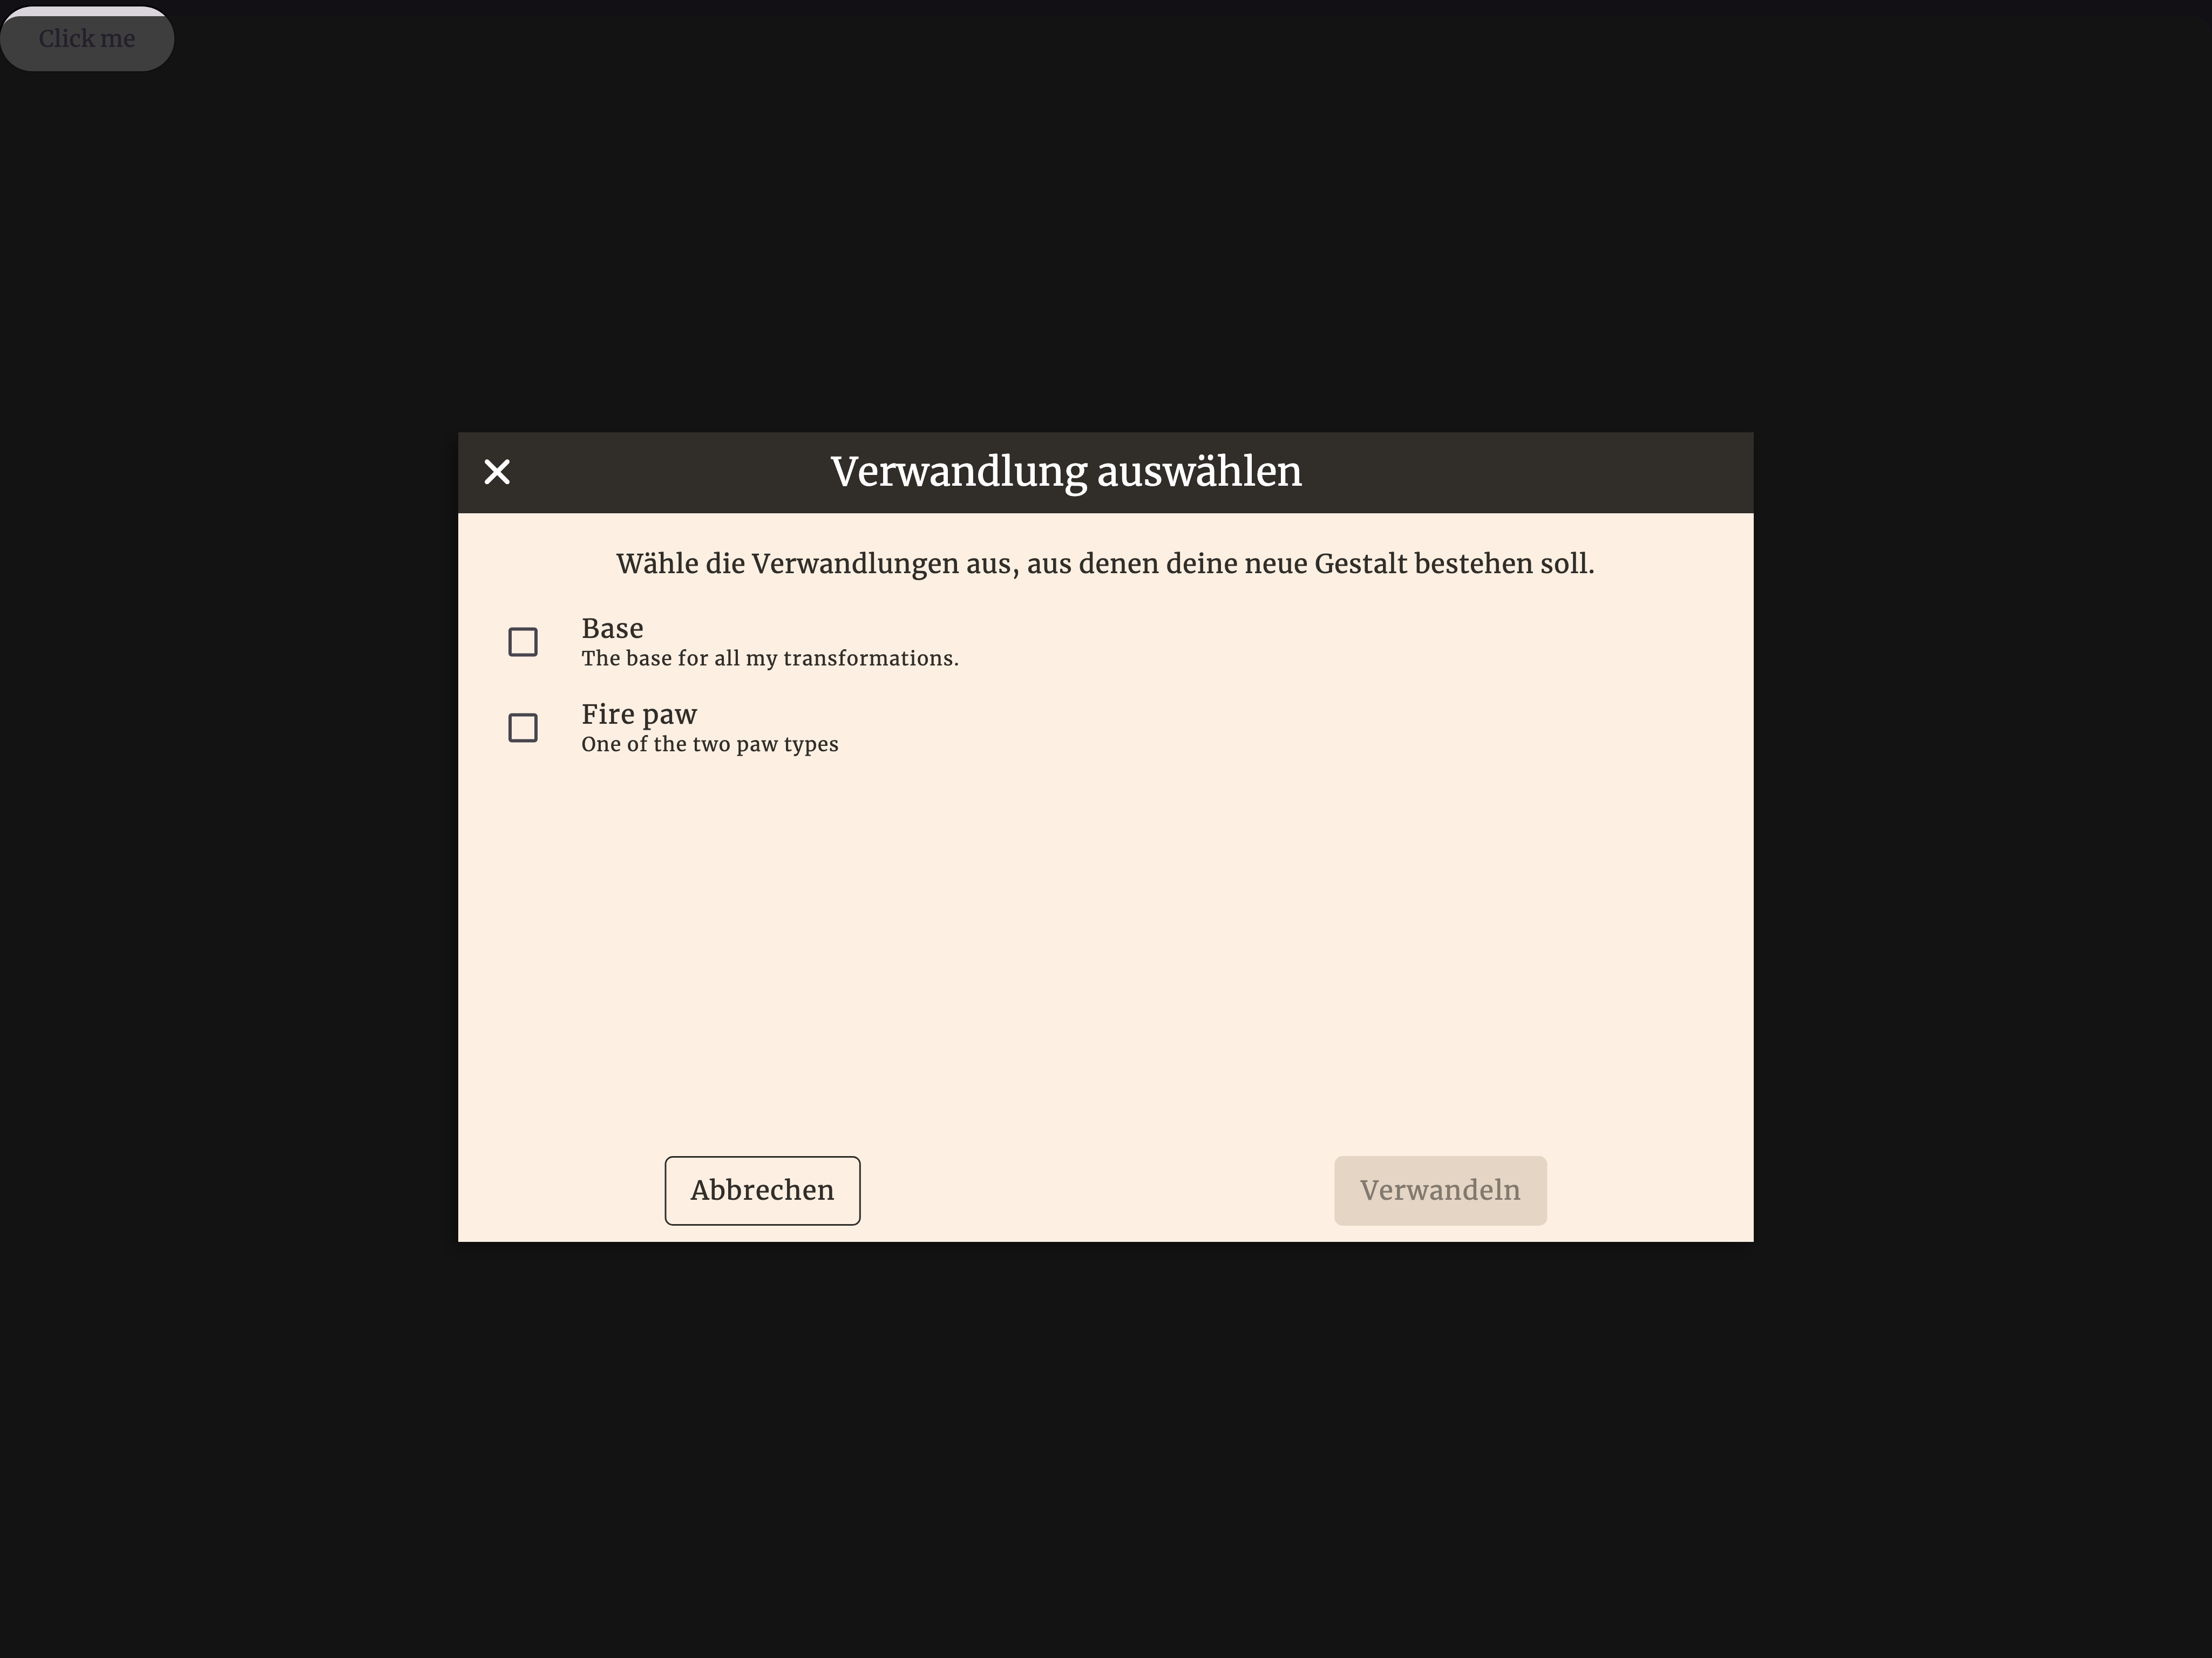 Click me
Verwandlung auswählen
Wähle die Verwandlungen aus, aus denen deine neue Gestalt bestehen soll.
Base
The base for all my transformations.
Fire paw
One of the two paw types
Abbrechen
Verwandeln